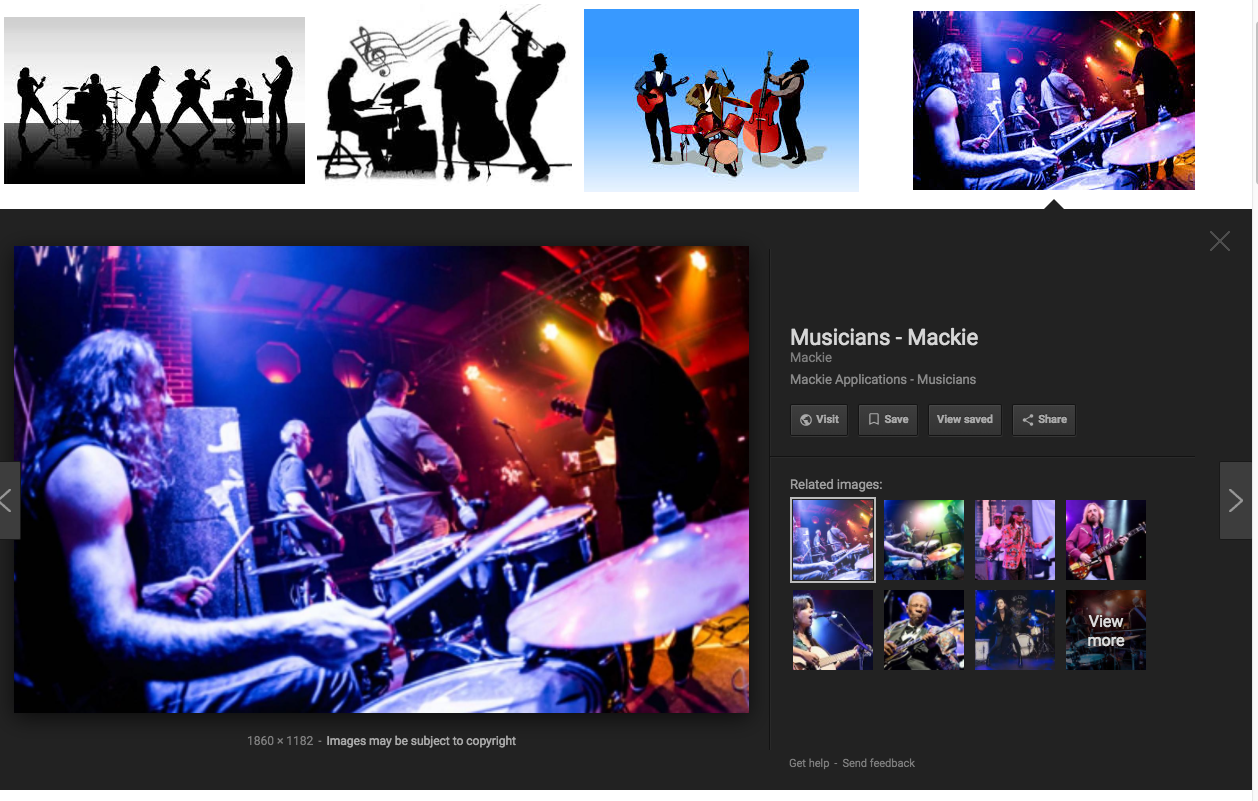 Musicians - Mackie
Mackie
Mackie Applications - Musicians
Visit
Save
View saved
Share
Related images:
View
more
1860 × 1182 - Images may be subject to copyright
Get help - Send feedback